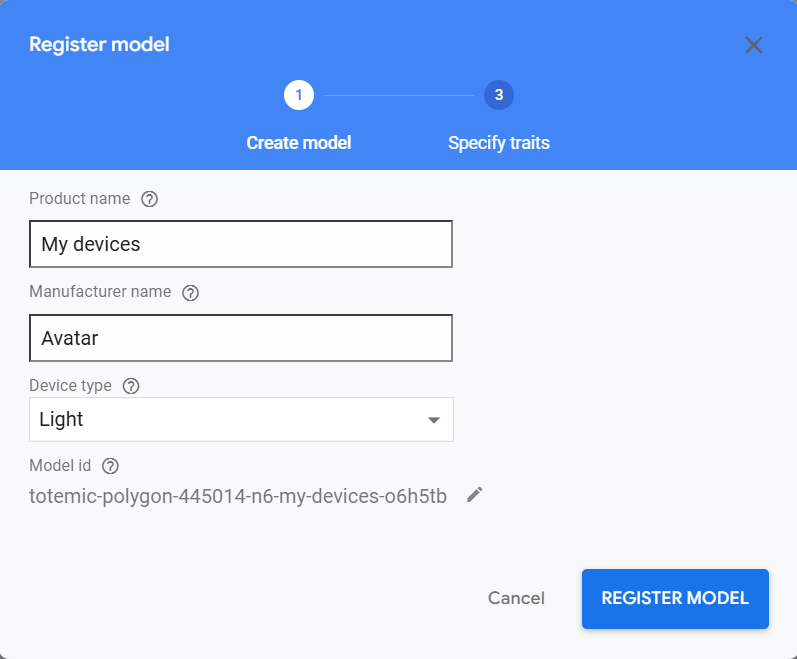 Register model
1
3
Create model
Specify traits
Product name
My devices
Manufacturer name
Avatar
Device type
Light
Model id
totemic-polygon-445014-n6-my-devices-o6h5tb
Cancel
REGISTER MODEL